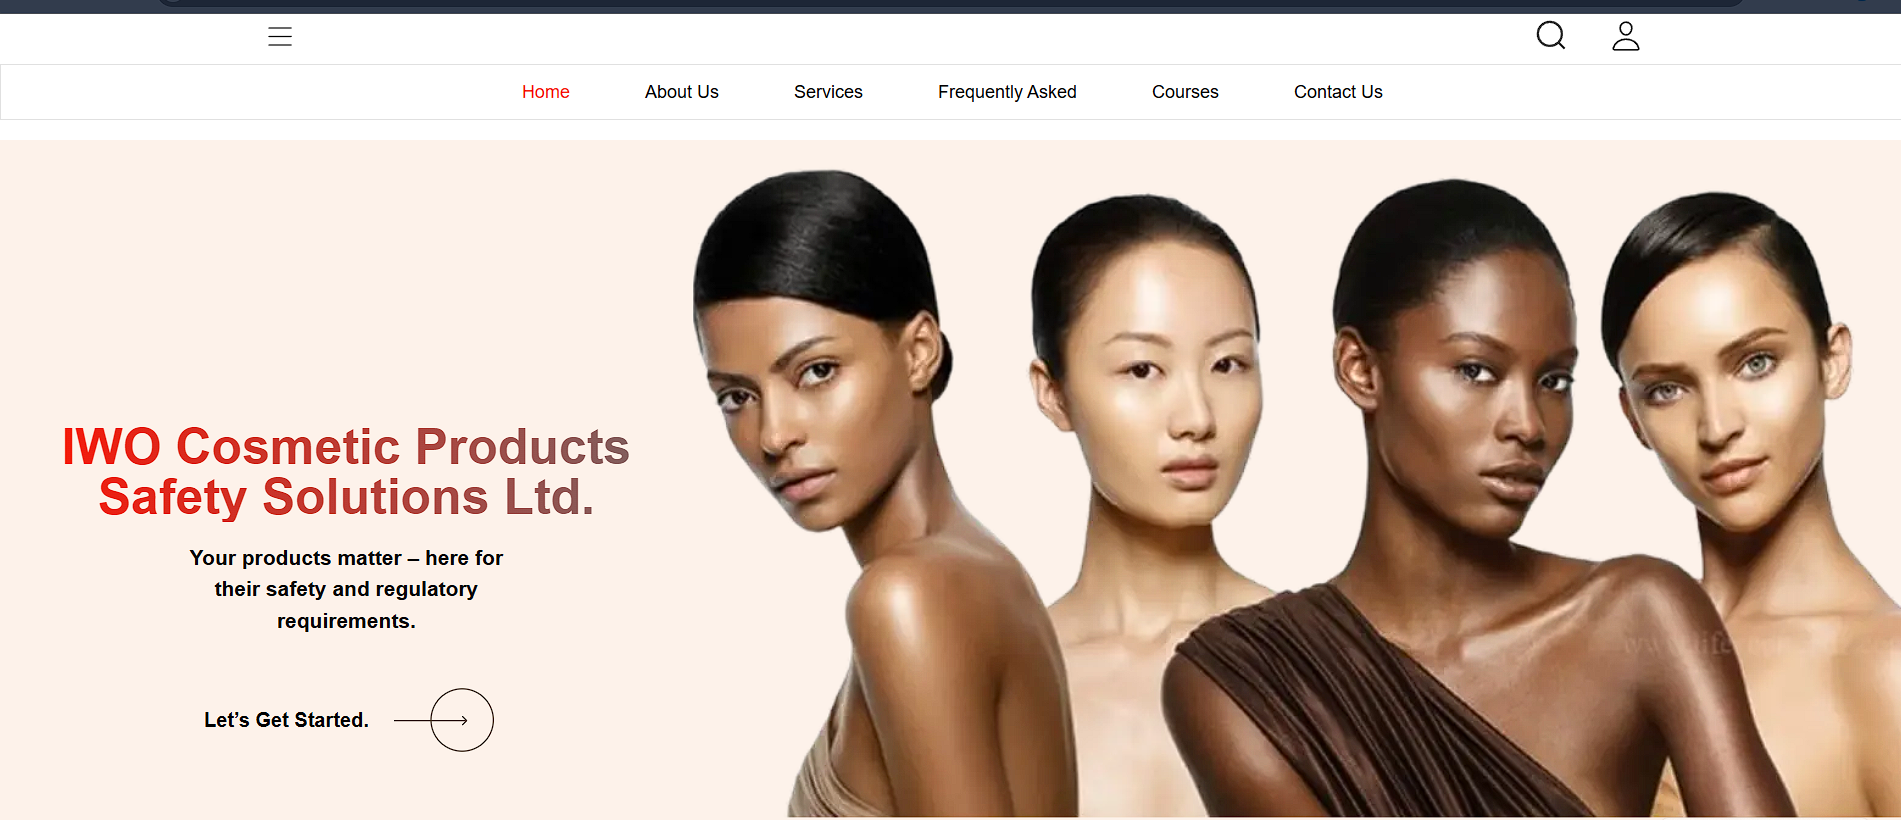 Home
About Us
Services
Frequently Asked
Courses
Contact Us
IWO Cosmetic Products
Safety Solutions Ltd.
Your products matter – here for
their safety and regulatory
requirements.
Let’s Get Started.